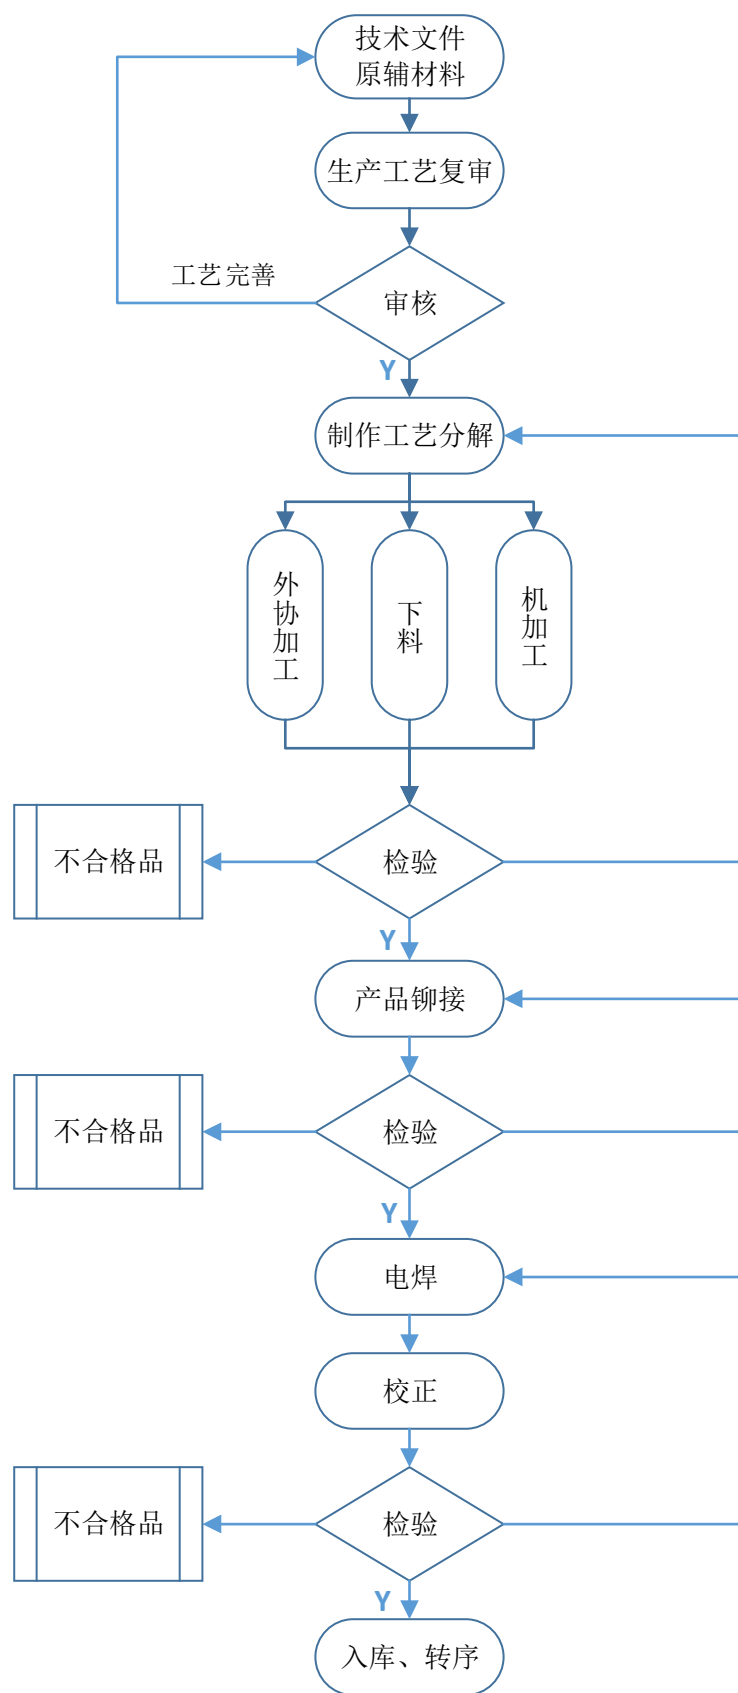 技术文件
原辅材料
生产工艺复审
工艺完善
审核
Y
制作工艺分解
外协加工
下料
机加工
不合格品
检验
Y
产品铆接
不合格品
检验
Y
电焊
校正
不合格品
检验
Y
入库、转序